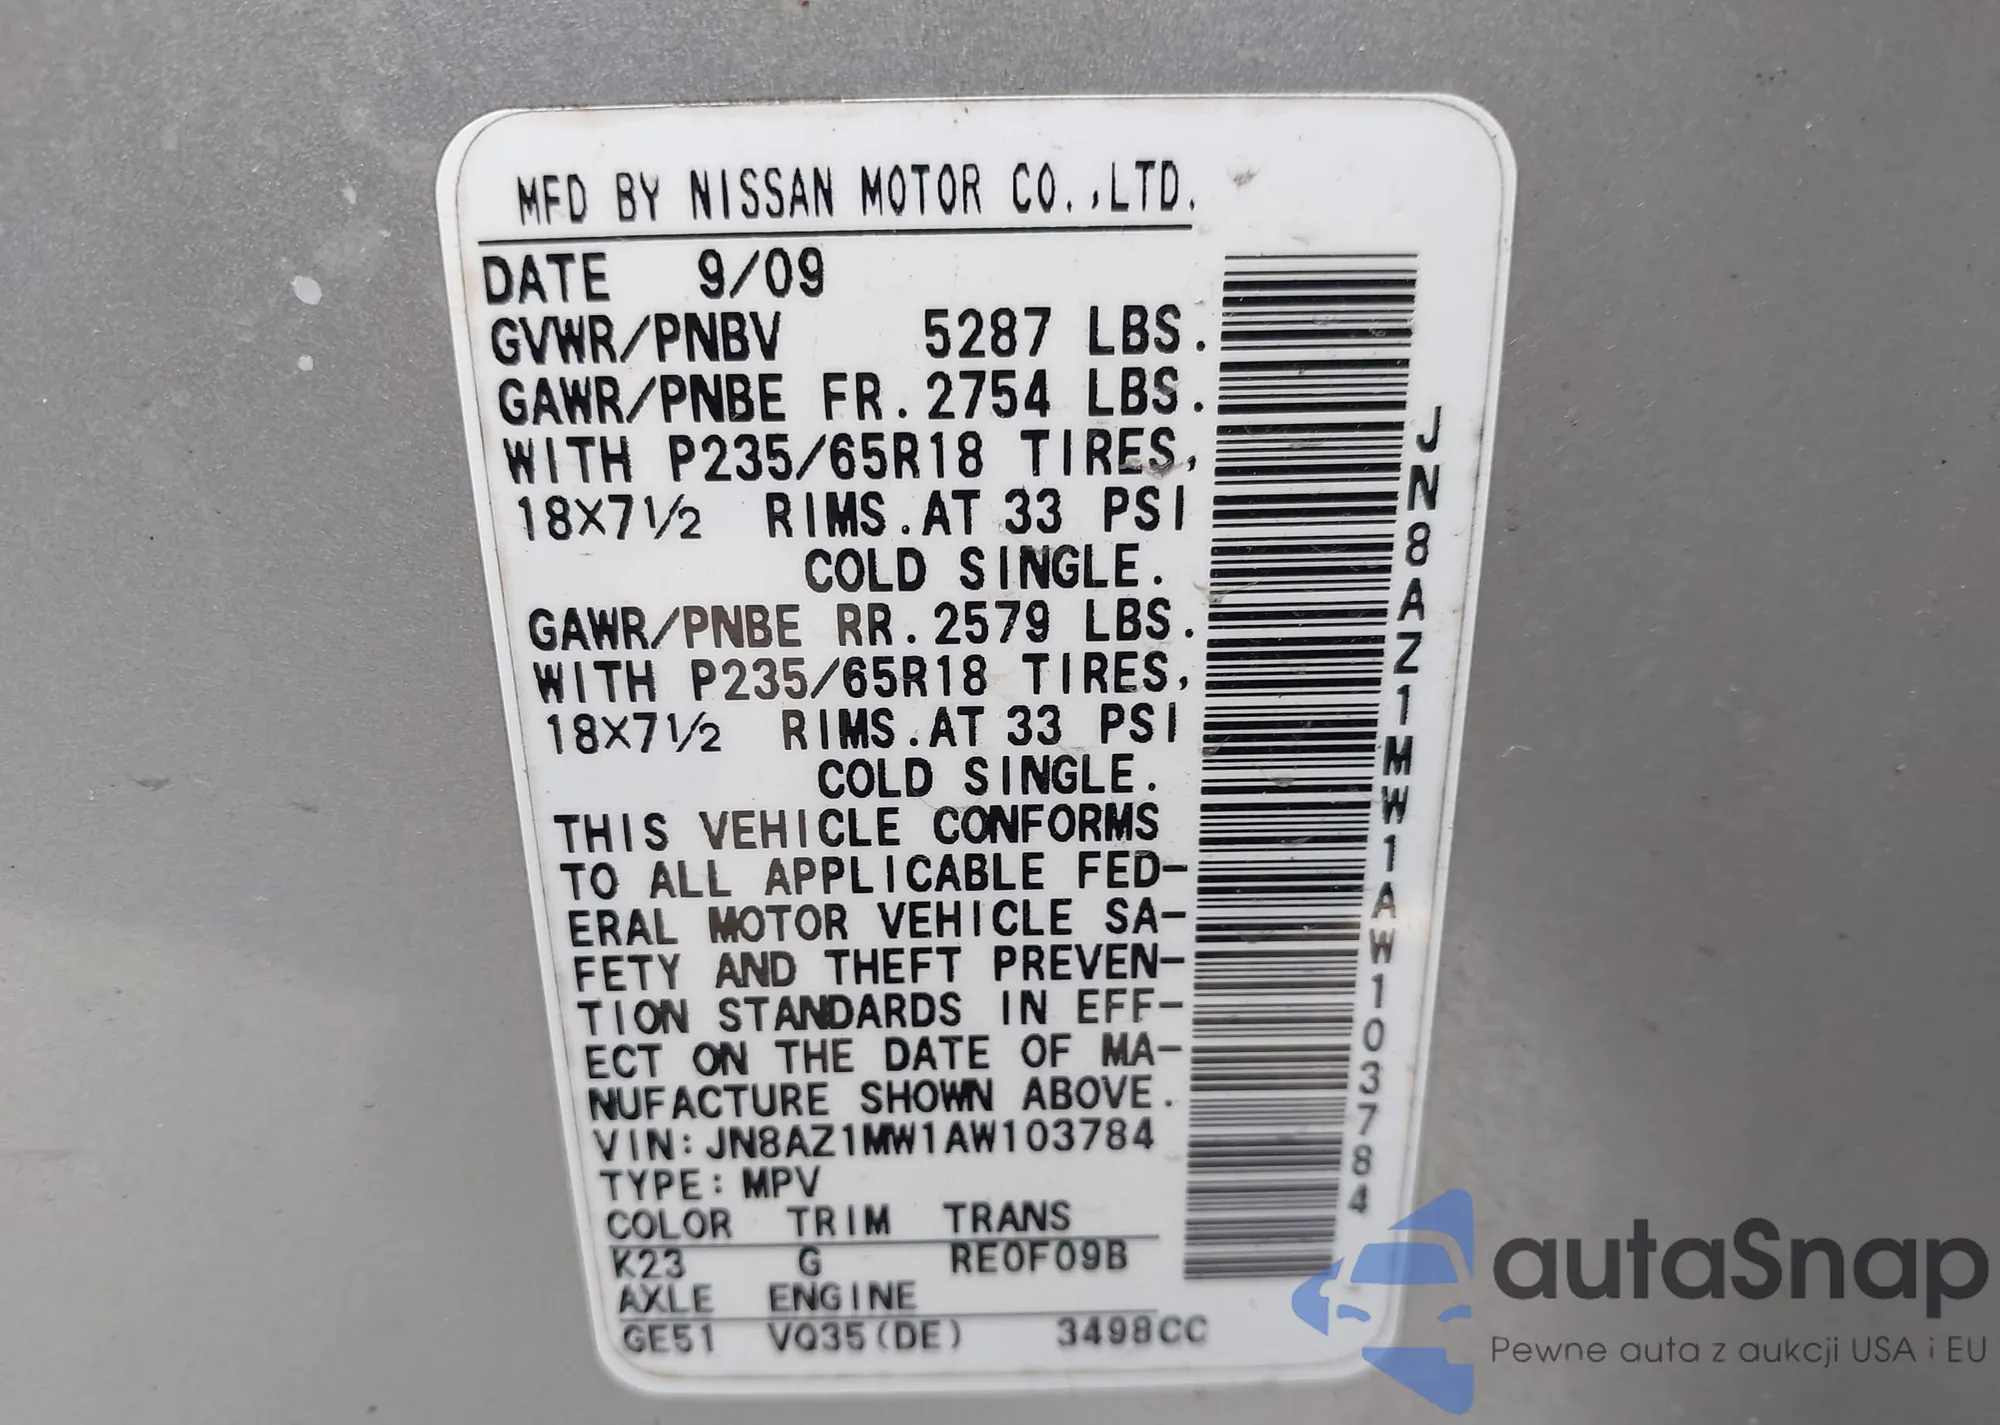 MFD BY NISSAN MOTOR CO.,LTD.
DATE 9/09
GVWR/PNBV 5287 LBS.
GAWR/PNBE FR. 2754 LBS.
WITH P235/65R18 TIRES,
18X7 1/2 RIMS. AT 33 PSI
COLD SINGLE.
GAWR/PNBE RR. 2579 LBS.
WITH P235/65R18 TIRES,
18X7 1/2 RIMS. AT 33 PSI
COLD SINGLE.
THIS VEHICLE CONFORMS
TO ALL APPLICABLE FED-
ERAL MOTOR VEHICLE SA-
FETY AND THEFT PREVEN-
TION STANDARDS IN EFF-
ECT ON THE DATE OF MA-
NUFACTURE SHOWN ABOVE.
VIN: JN8AZ1MW1AW103784
TYPE: MPV
COLOR TRIM TRANS
K23 G RE0F09B
AXLE ENGINE
GE51 VQ35(DE) 3498CC
JN8AZ1MW1AW103784
autaSnap
Pewne auta z aukcji USA i EU